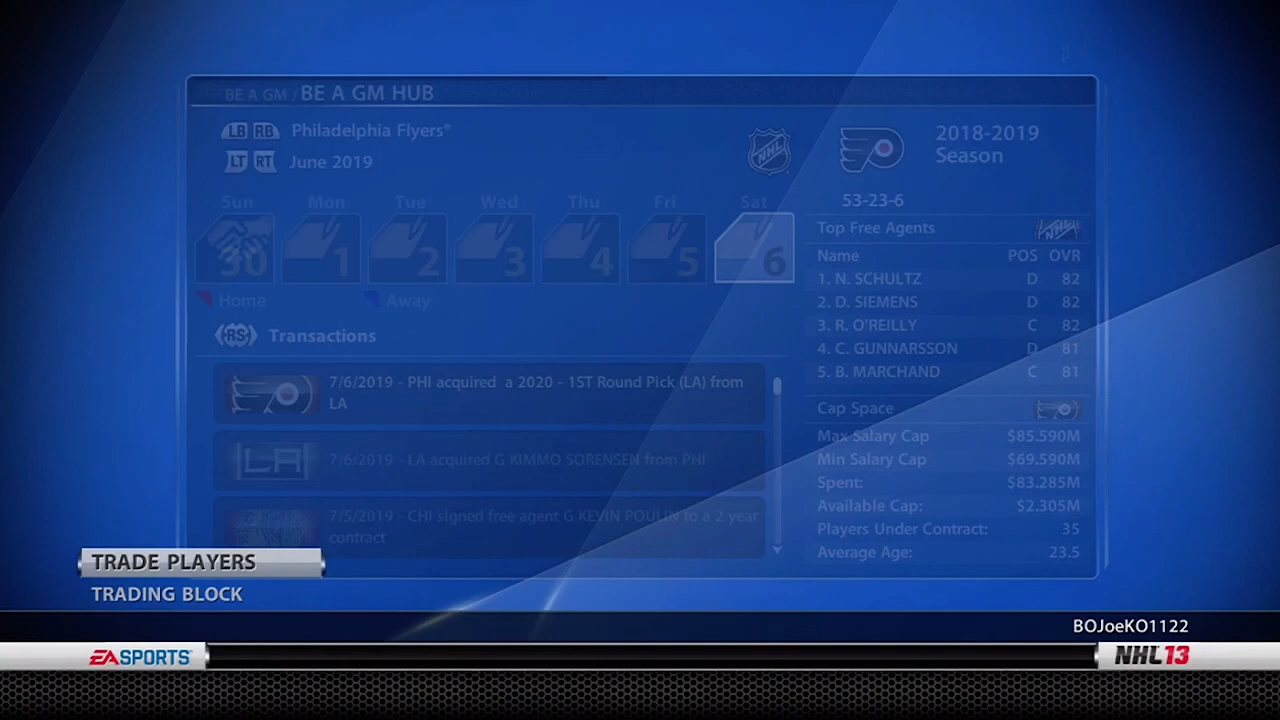 BE A GM / BE A GM HUB
LB RB Philadelphia Flyers®
LT RT June 2019
NHL
2018-2019
Season
53-23-6
Sun Mon Tue Wed Thu Fri Sat
30 1 2 3 4 5 6
Home Away
RS Transactions
7/6/2019 - PHI acquired a 2020 - 1ST Round Pick (LA) from
LA
LA 7/6/2019 - LA acquired G KIMMO SORENSEN from PHI
7/5/2019 - CHI signed free agent G KEVIN POULIN to a 2 year
contract
Top Free Agents NHL
Name POS OVR
1. N. SCHULTZ D 82
2. D. SIEMENS D 82
3. R. O'REILLY C 82
4. C. GUNNARSSON D 81
5. B. MARCHAND C 81
Cap Space
Max Salary Cap $85.590M
Min Salary Cap $69.590M
Spent: $83.285M
Available Cap: $2.305M
Players Under Contract: 35
Average Age: 23.5
TRADE PLAYERS
TRADING BLOCK
BOJoeKO1122
EA SPORTS
NHL 13